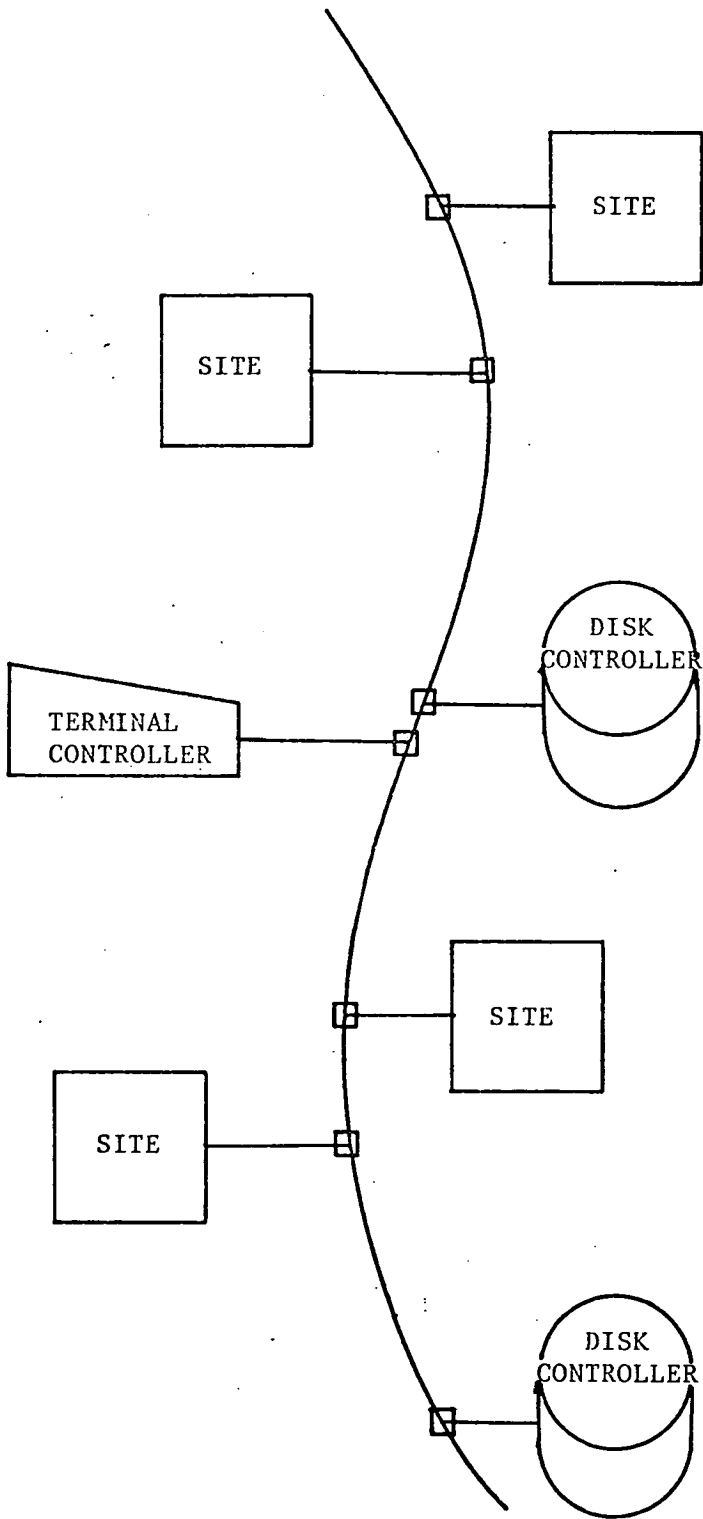 SITE
SITE
DISK
CONTROLLER
TERMINAL
CONTROLLER
SITE
SITE
DISK
CONTROLLER